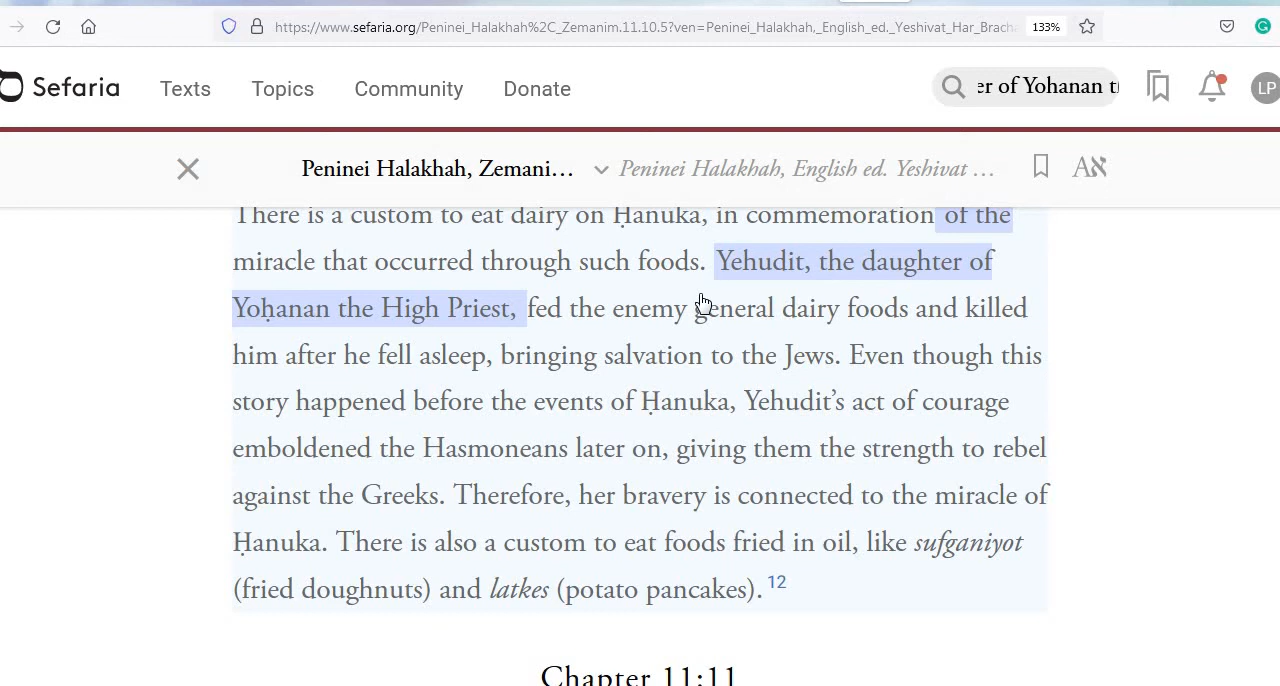 https://www.sefaria.org/Peninei_Halakhah%2C_Zemanim.11.10.5?ven=Peninei_Halakhah,_English_ed._Yeshivat_Har_Bracha 133%
Sefaria Texts Topics Community Donate er of Yohanan t LP
Peninei Halakhah, Zemani… Peninei Halakhah, English ed. Yeshivat … Aא
There is a custom to eat dairy on Ḥanuka, in commemoration of the
miracle that occurred through such foods. Yehudit, the daughter of
Yoḥanan the High Priest, fed the enemy general dairy foods and killed
him after he fell asleep, bringing salvation to the Jews. Even though this
story happened before the events of Ḥanuka, Yehudit’s act of courage
emboldened the Hasmoneans later on, giving them the strength to rebel
against the Greeks. Therefore, her bravery is connected to the miracle of
Ḥanuka. There is also a custom to eat foods fried in oil, like sufganiyot
(fried doughnuts) and latkes (potato pancakes). 12
Chapter 11:11